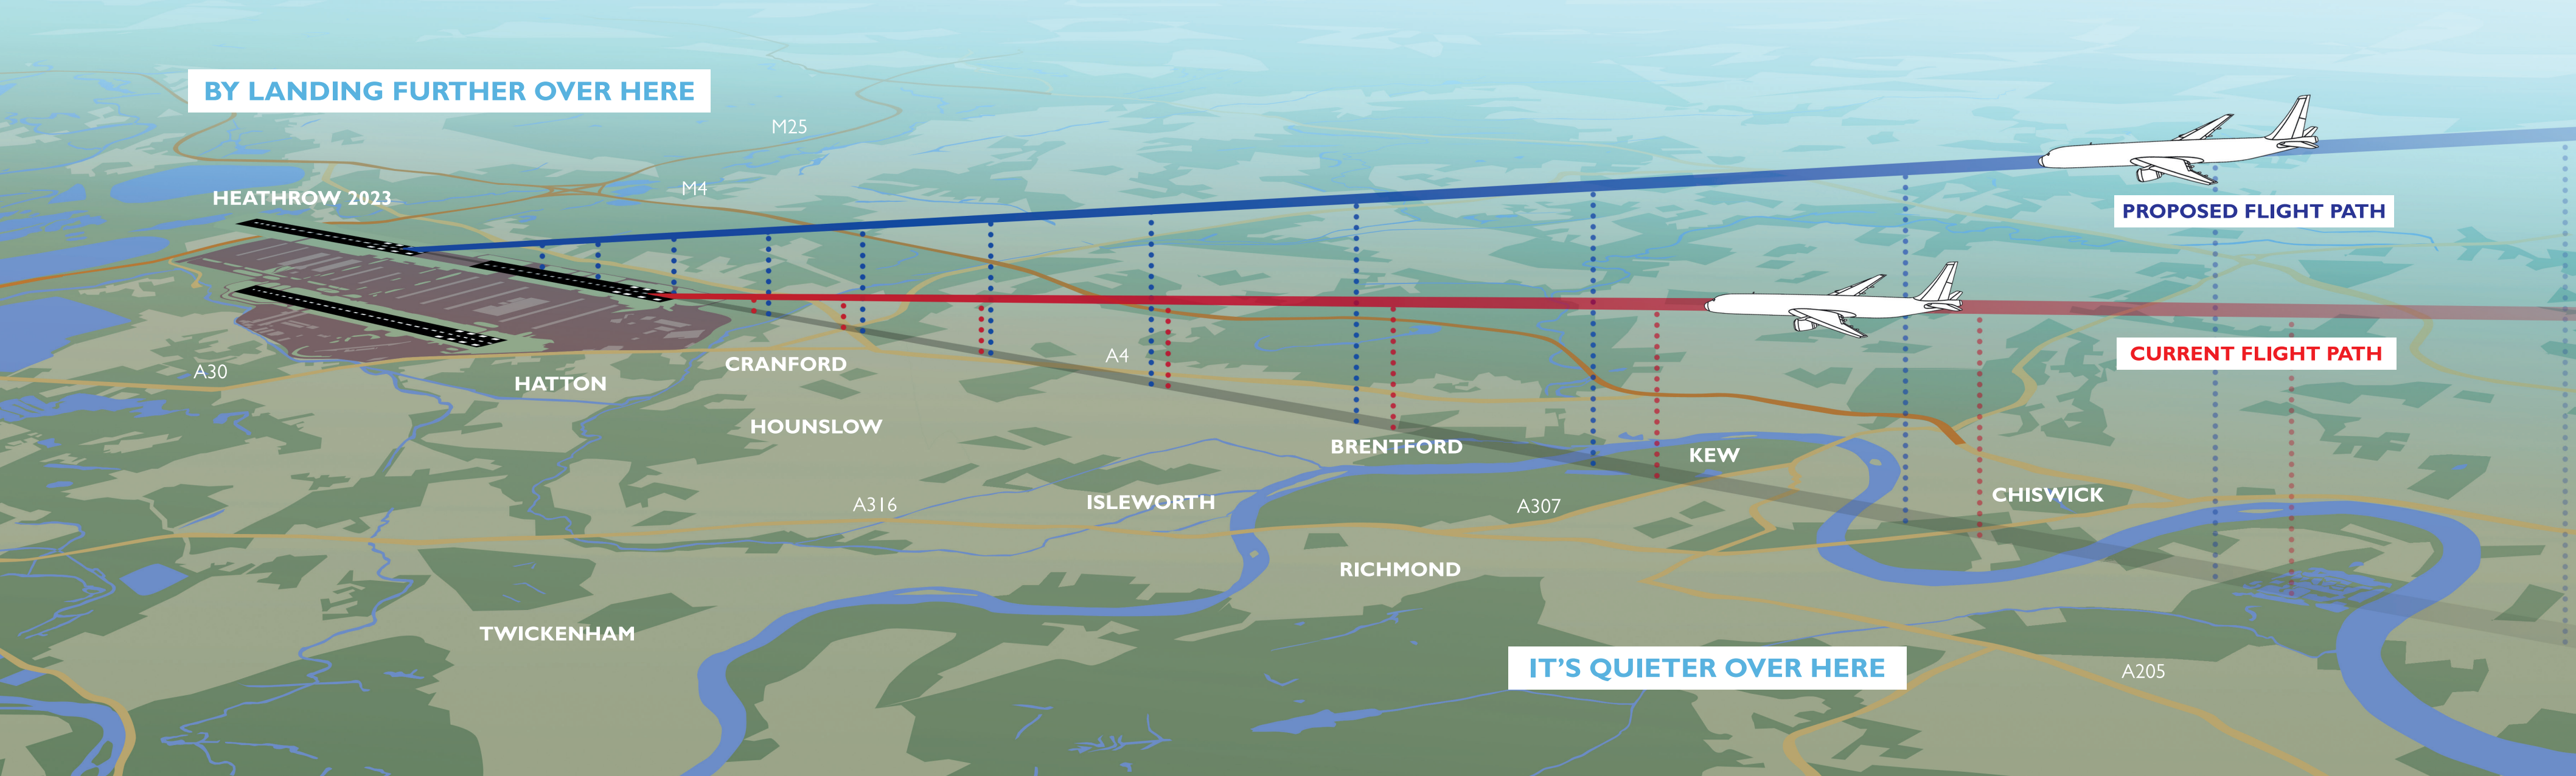 BY LANDING FURTHER OVER HERE
M25
M4
HEATHROW 2023
PROPOSED FLIGHT PATH
CURRENT FLIGHT PATH
A30
HATTON
CRANFORD
A4
HOUNSLOW
BRENTFORD
KEW
CHISWICK
A316
ISLEWORTH
A307
RICHMOND
TWICKENHAM
IT'S QUIETER OVER HERE
A205